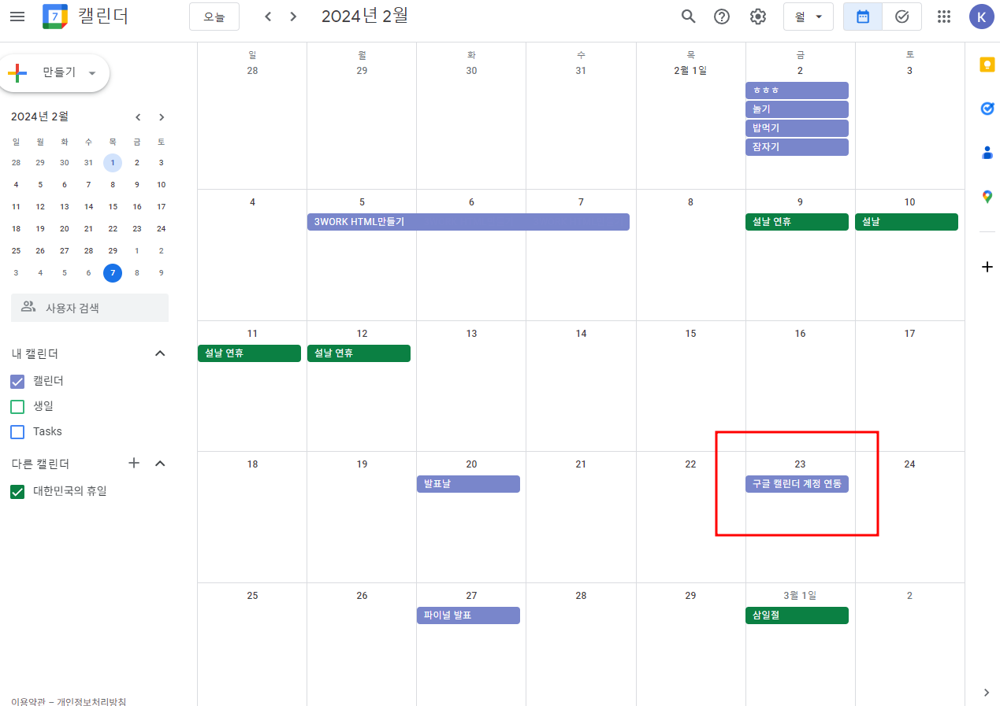 캘린더
오늘
2024년 2월
월
K
만들기
2024년 2월
일 월 화 수 목 금 토
28 29 30 31 1 2 3
4 5 6 7 8 9 10
11 12 13 14 15 16 17
18 19 20 21 22 23 24
25 26 27 28 29 1 2
3 4 5 6 7 8 9
사용자 검색
내 캘린더
캘린더
생일
Tasks
다른 캘린더
대한민국의 휴일
이용약관 – 개인정보처리방침
일 월 화 수 목 금 토
28 29 30 31 2월 1일 2 3
ㅎㅎㅎ
놀기
밥먹기
잠자기
4 5 6 7 8 9 10
3WORK HTML만들기 설날 연휴 설날
11 12 13 14 15 16 17
설날 연휴 설날 연휴
18 19 20 21 22 23 24
발표날 구글 캘린더 계정 연동
25 26 27 28 29 3월 1일 2
파이널 발표 삼일절